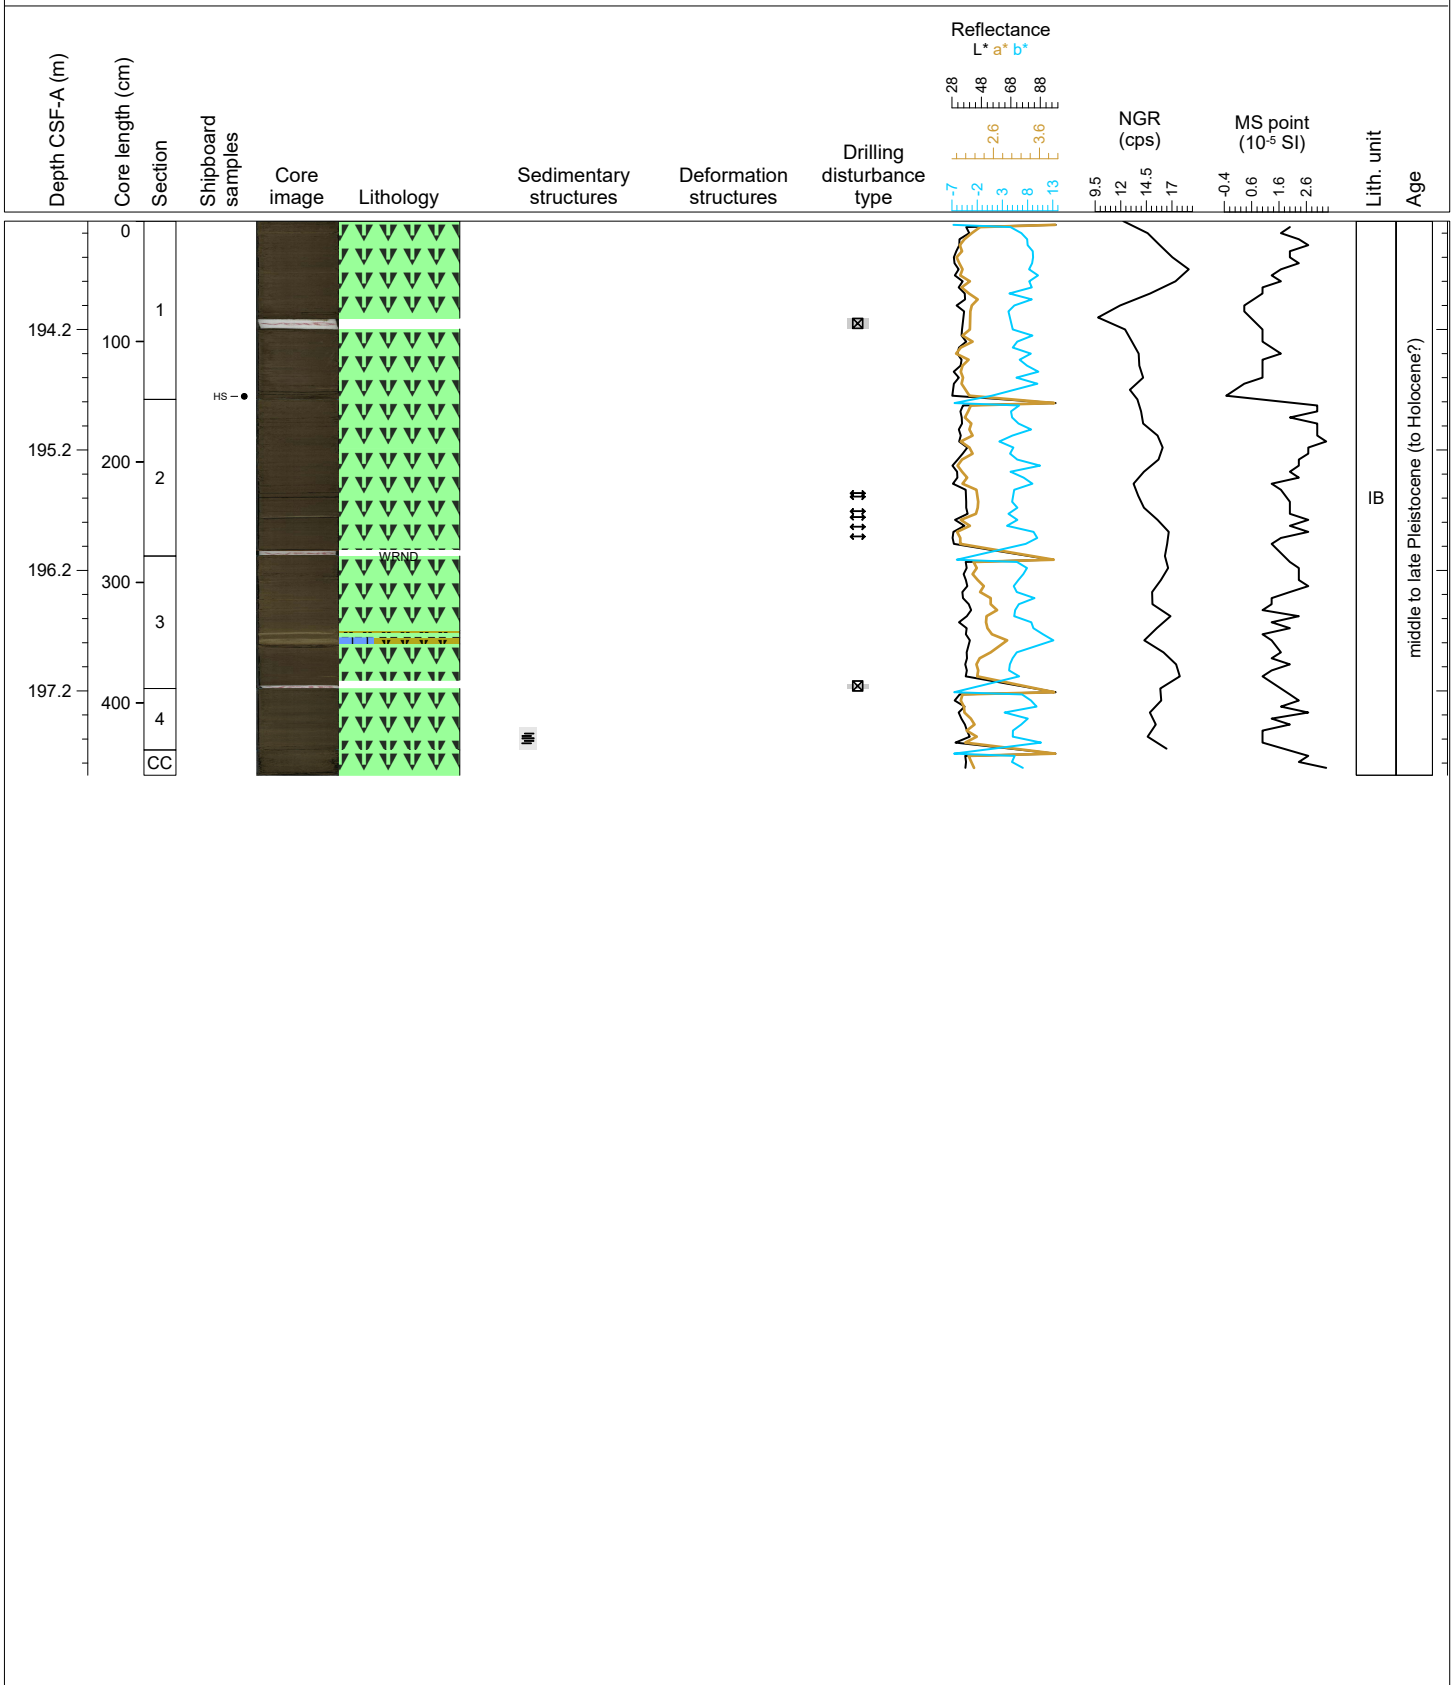 Depth CSF-A (m)
Core length (cm)
Section
Shipboard
samples
Core
image
Lithology
Sedimentary
structures
Deformation
structures
Drilling
disturbance
type
Reflectance
L* a* b*
28 48 68 88
2.6 3.6
-7 -2 3 8 13
NGR
(cps)
9.5 12 14.5 17
MS point
(10-5 SI)
-0.4 0.6 1.6 2.6
Lith. unit
Age
0
1
194.2
100
HS
195.2
200
2
IB
WRND
196.2
300
3
197.2
400
4
CC
middle to late Pleistocene (to Holocene?)